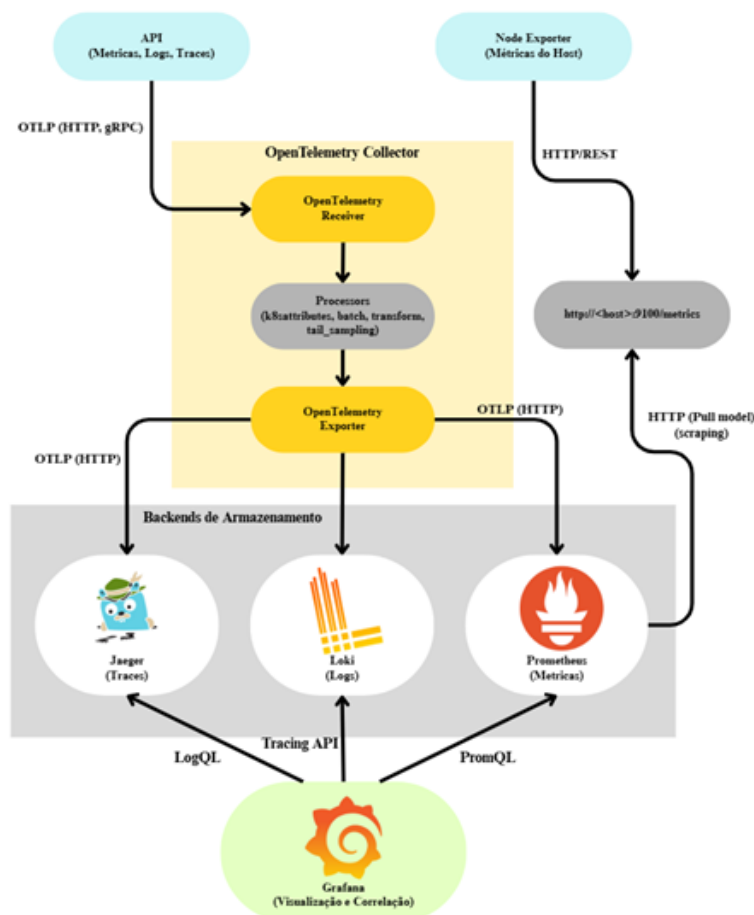 API
(Metricas, Logs, Traces)
Node Exporter
(Métricas do Host)
OTLP (HTTP, gRPC)
HTTP/REST
OpenTelemetry Collector
OpenTelemetry
Receiver
Processors
(k8sattributes, batch, transform,
tail_sampling)
http://<host>:9100/metrics
OpenTelemetry
Exporter
OTLP (HTTP)
HTTP (Pull model)
(scraping)
OTLP (HTTP)
Backends de Armazenamento
Jaeger
(Traces)
Loki
(Logs)
Prometheus
(Metricas)
LogQL
Tracing API
PromQL
Grafana
(Visualização e Correlação)